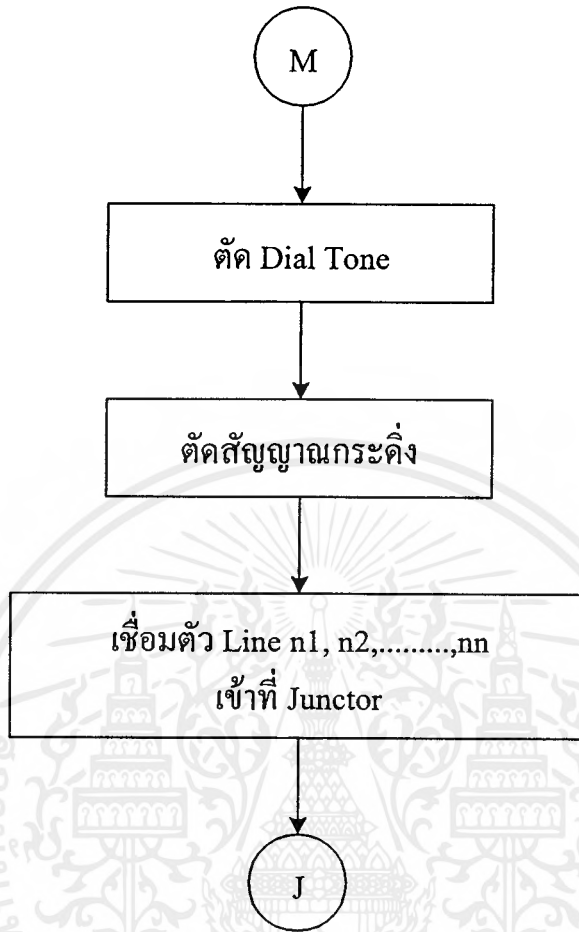 M
ตัด Dial Tone
ตัดสัญญาณกระดิ่ง
เชื่อมตัว Line n1, n2,.........,nn
เข้าที่ Junctor
J